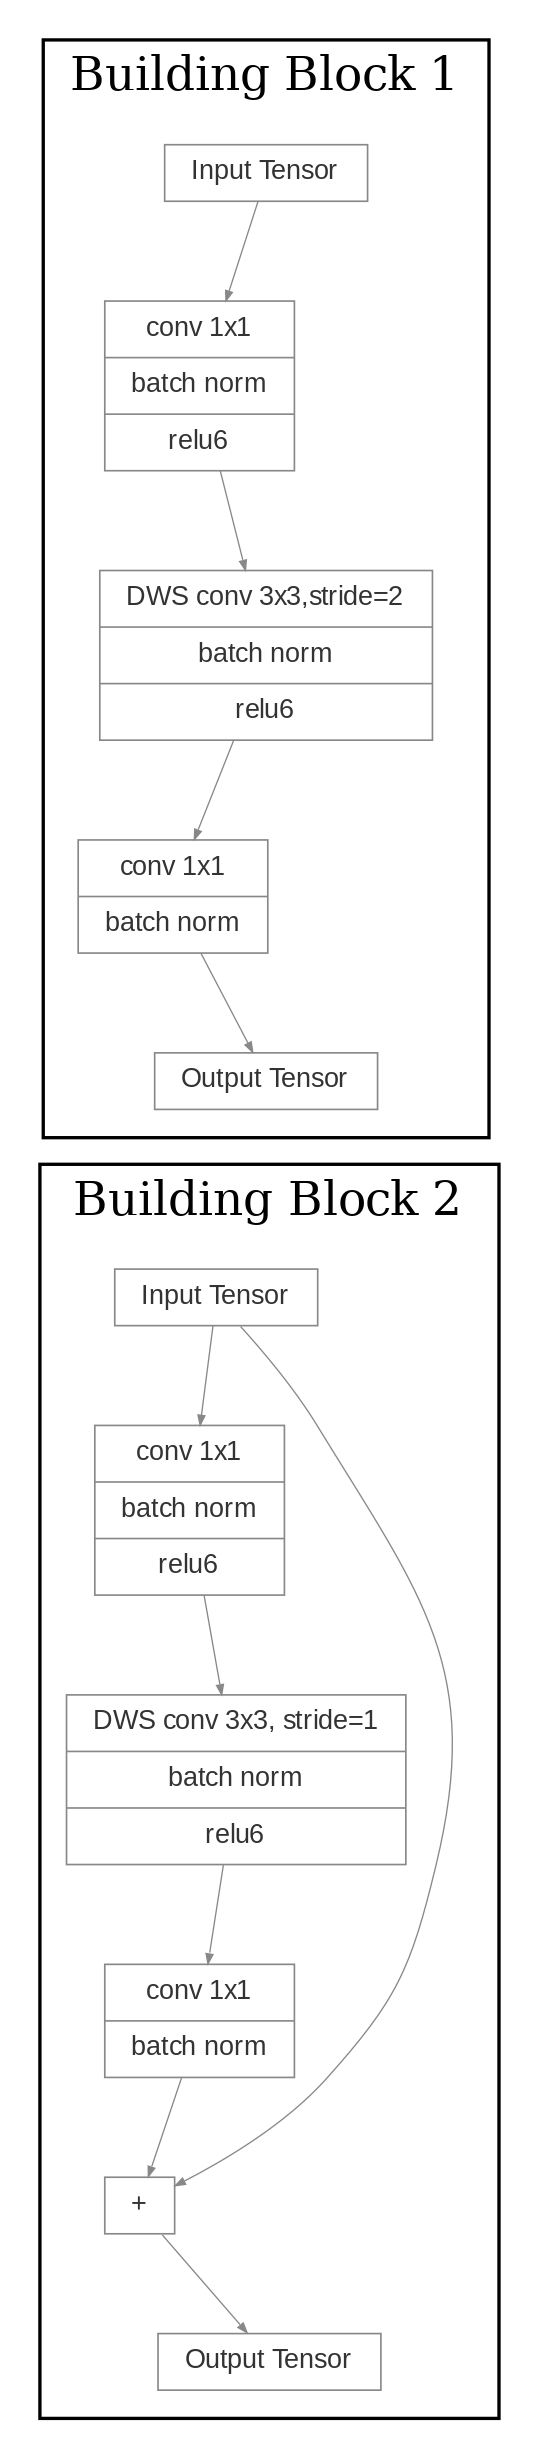 Building Block 1
Input Tensor
conv 1x1
batch norm
relu6
DWS conv 3x3,stride=2
batch norm
relu6
conv 1x1
batch norm
Output Tensor
Building Block 2
Input Tensor
conv 1x1
batch norm
relu6
DWS conv 3x3, stride=1
batch norm
relu6
conv 1x1
batch norm
+
Output Tensor